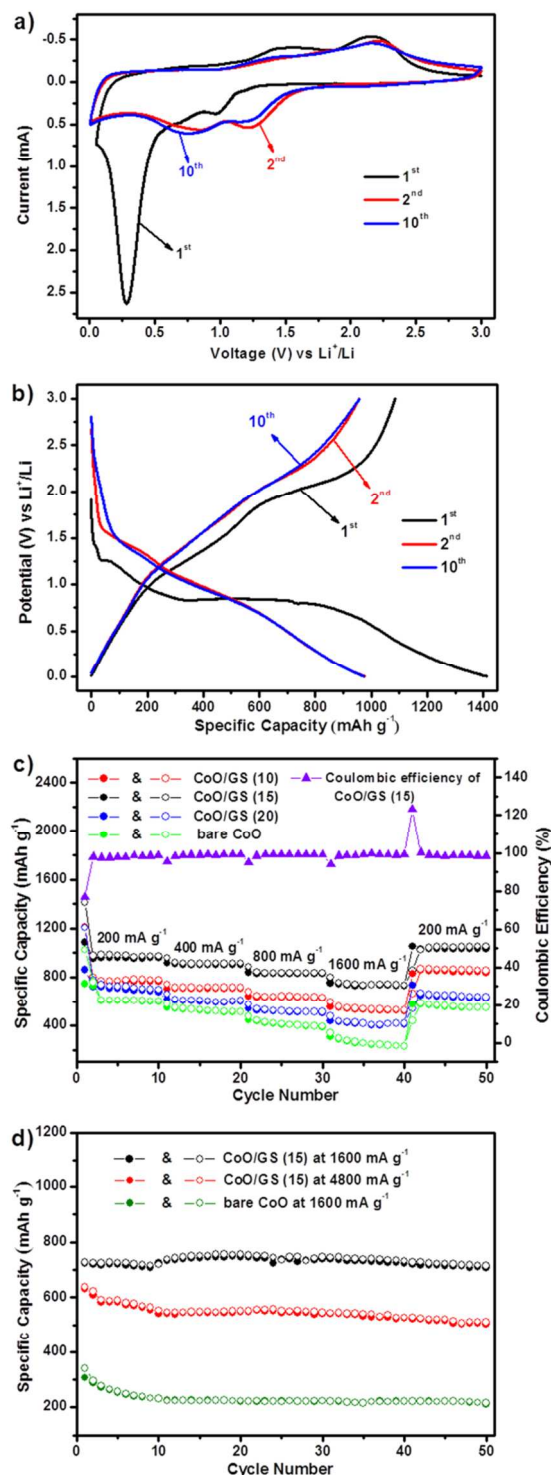 a)
-0.5
0.0
0.5
1.0
1.5
2.0
2.5
Current (mA)
10th
2nd
1st
1st
2nd
10th
0.0 0.5 1.0 1.5 2.0 2.5 3.0
Voltage (V) vs Li+/Li
b)
3.0
2.5
2.0
1.5
1.0
0.5
0.0
Potential (V) vs Li+/Li
10th
2nd
1st
1st
2nd
10th
0 200 400 600 800 1000 1200 1400
Specific Capacity (mAh g-1)
c)
2400
2000
1600
1200
800
400
Specific Capacity (mAh g-1)
& CoO/GS (10)
& CoO/GS (15)
& CoO/GS (20)
& bare CoO
Coulombic efficiency of
CoO/GS (15)
200 mA g-1
400 mA g-1
800 mA g-1
1600 mA g-1
200 mA g-1
140
120
100
80
60
40
20
0
Coulombic Efficiency (%)
0 10 20 30 40 50
Cycle Number
d)
1200
1000
800
600
400
200
Specific Capacity (mAh g-1)
& CoO/GS (15) at 1600 mA g-1
& CoO/GS (15) at 4800 mA g-1
& bare CoO at 1600 mA g-1
0 10 20 30 40 50
Cycle Number